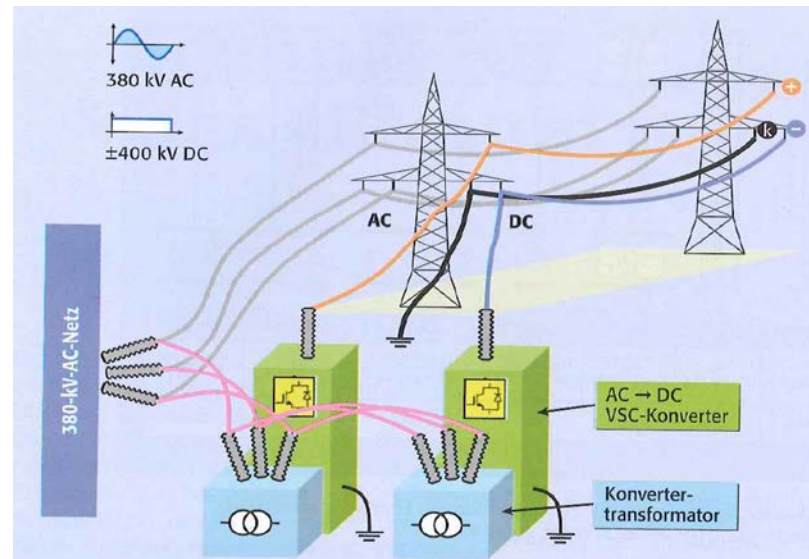 380 kV AC
±400 kV DC
+
k
−
AC
DC
380-kV-AC-Netz
AC → DC
VSC-Konverter
Konverter-
transformator